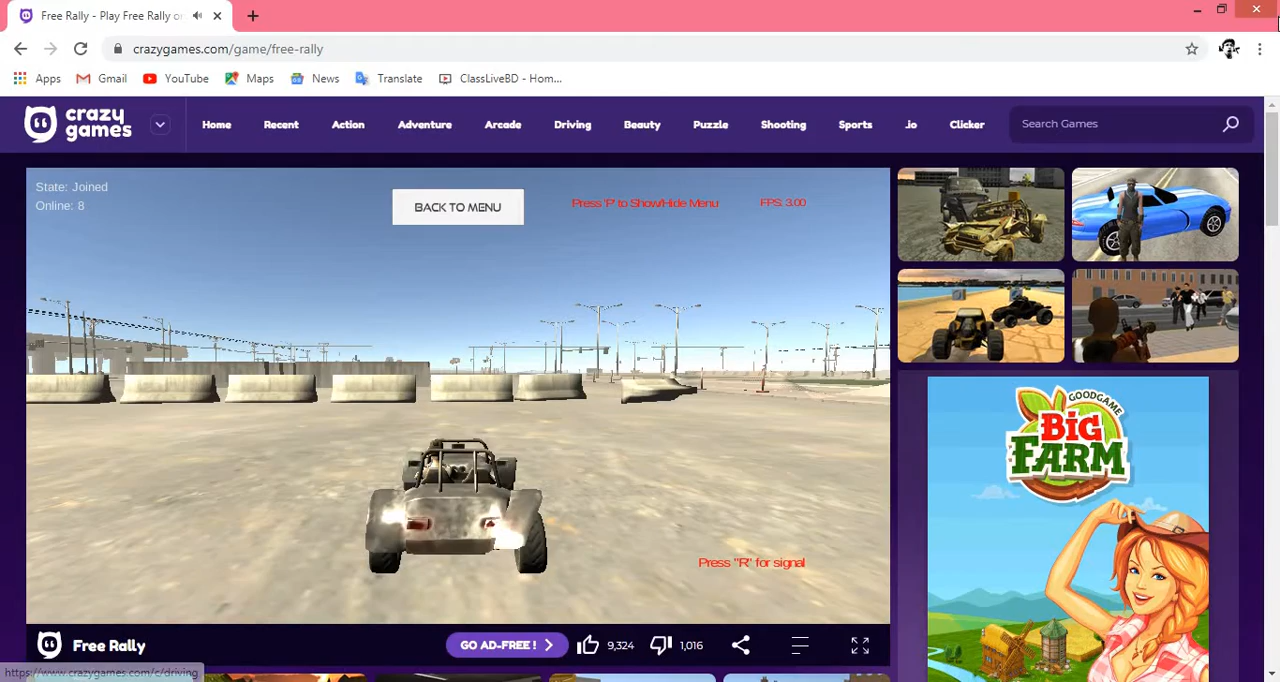 Free Rally - Play Free Rally or
crazygames.com/game/free-rally
Apps Gmail YouTube Maps News Translate ClassLiveBD - Hom...
crazy games Home Recent Action Adventure Arcade Driving Beauty Puzzle Shooting Sports .io Clicker Search Games
State: Joined
Online: 8
BACK TO MENU
Press 'P' to Show/Hide Menu
FPS: 3.00
Press "R" for signal
GOODGAME
BIG
FARM
Free Rally GO AD-FREE ! 9,324 1,016
https://www.crazygames.com/c/driving